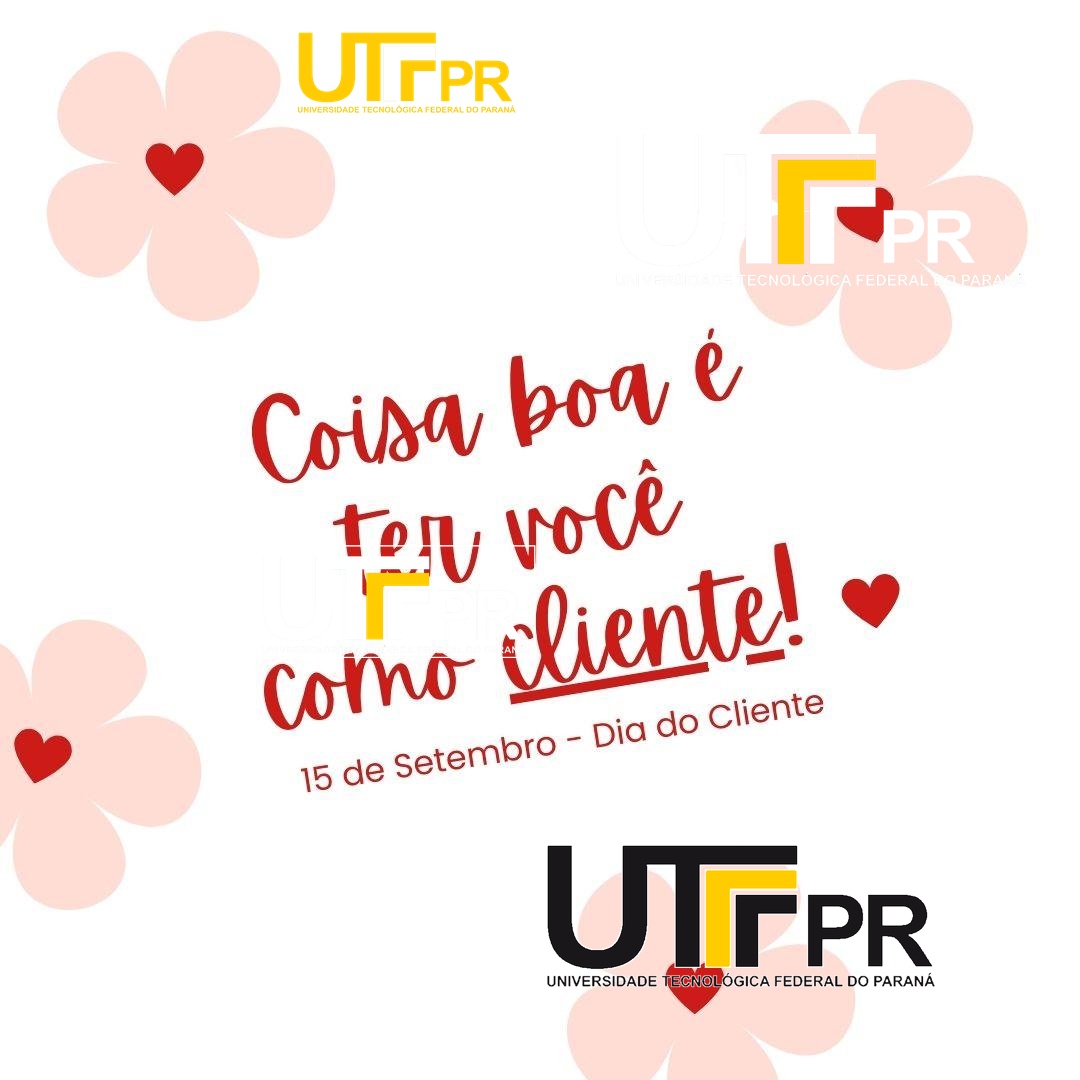 UTFPR
UNIVERSIDADE TECNOLÓGICA FEDERAL DO PARANÁ
UTFPR
UNIVERSIDADE TECNOLÓGICA FEDERAL DO PARANÁ
Coisa boa é
ter você
UTFPR
como cliente!
15 de Setembro - Dia do Cliente
UTFPR
UNIVERSIDADE TECNOLÓGICA FEDERAL DO PARANÁ